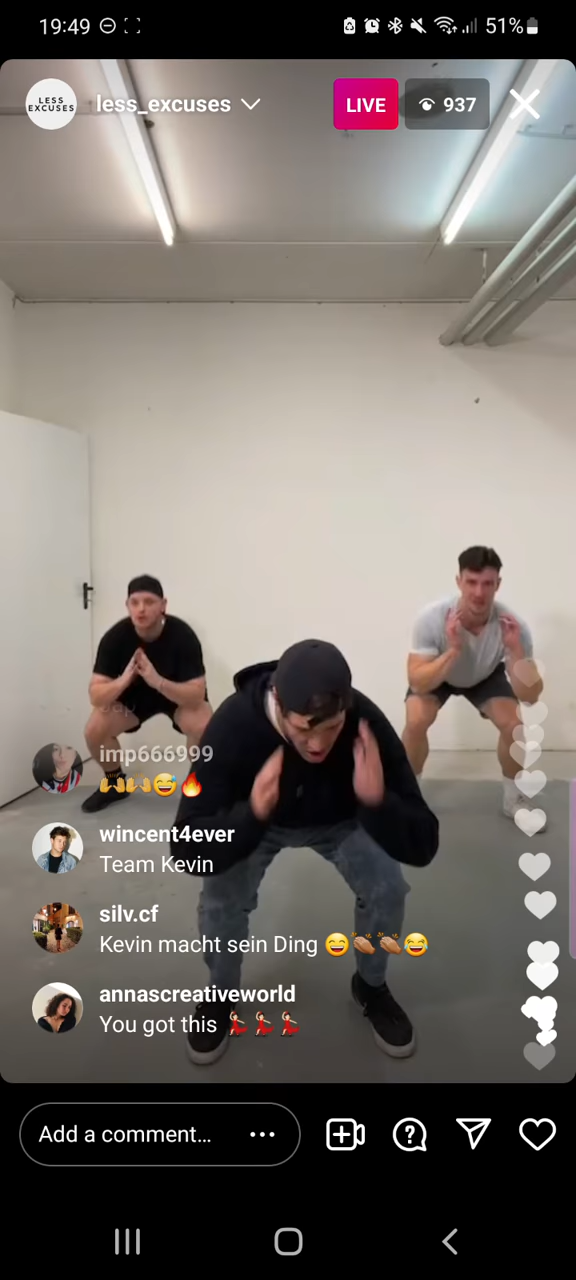 19:49
51%
LESS
EXCUSES
less_excuses
LIVE
937
imp666999
🙌🙌😅🔥
wincent4ever
Team Kevin
silv.cf
Kevin macht sein Ding 😄👏👏😂
annascreativeworld
You got this 💃💃💃
Add a comment...